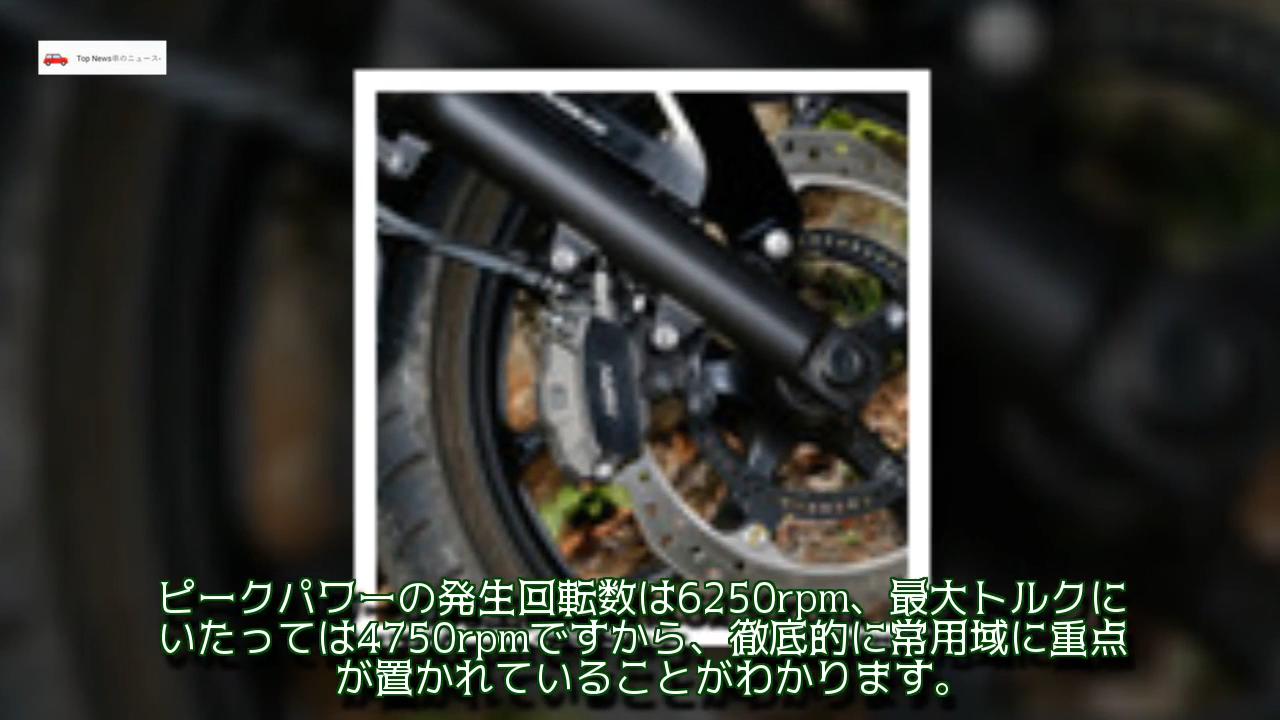 Top News車のニュース
ピークパワーの発生回転数は6250rpm、最大トルクに
いたっては4750rpmですから、徹底的に常用域に重点
が置かれていることがわかります。